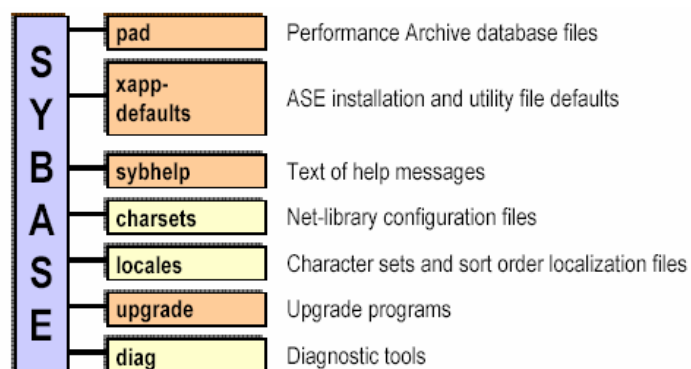 SYBASE
pad Performance Archive database files
xapp-
defaults ASE installation and utility file defaults
sybhelp Text of help messages
charsets Net-library configuration files
locales Character sets and sort order localization files
upgrade Upgrade programs
diag Diagnostic tools